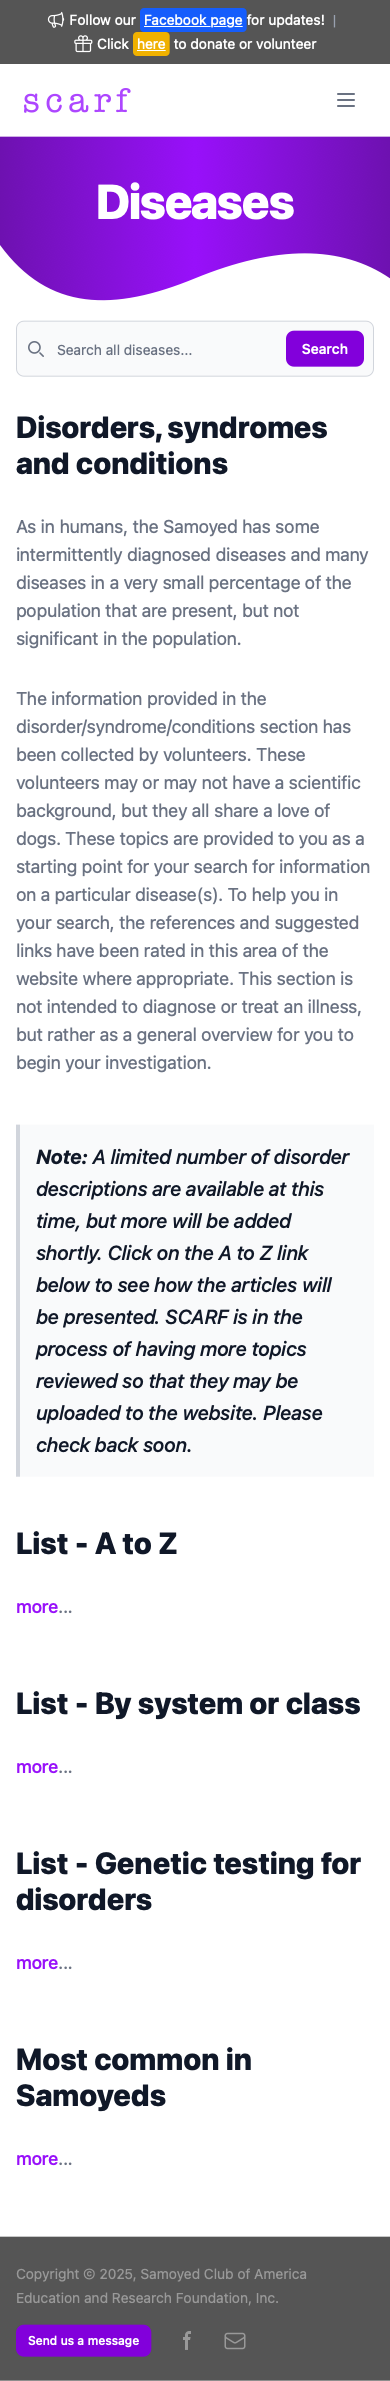 Follow our Facebook page for updates! |
Click here to donate or volunteer
scarf
Diseases
Search all diseases...
Search
Disorders, syndromes
and conditions
As in humans, the Samoyed has some
intermittently diagnosed diseases and many
diseases in a very small percentage of the
population that are present, but not
significant in the population.
The information provided in the
disorder/syndrome/conditions section has
been collected by volunteers. These
volunteers may or may not have a scientific
background, but they all share a love of
dogs. These topics are provided to you as a
starting point for your search for information
on a particular disease(s). To help you in
your search, the references and suggested
links have been rated in this area of the
website where appropriate. This section is
not intended to diagnose or treat an illness,
but rather as a general overview for you to
begin your investigation.
Note: A limited number of disorder
descriptions are available at this
time, but more will be added
shortly. Click on the A to Z link
below to see how the articles will
be presented. SCARF is in the
process of having more topics
reviewed so that they may be
uploaded to the website. Please
check back soon.
List - A to Z
more...
List - By system or class
more...
List - Genetic testing for
disorders
more...
Most common in
Samoyeds
more...
Copyright © 2025, Samoyed Club of America
Education and Research Foundation, Inc.
Send us a message